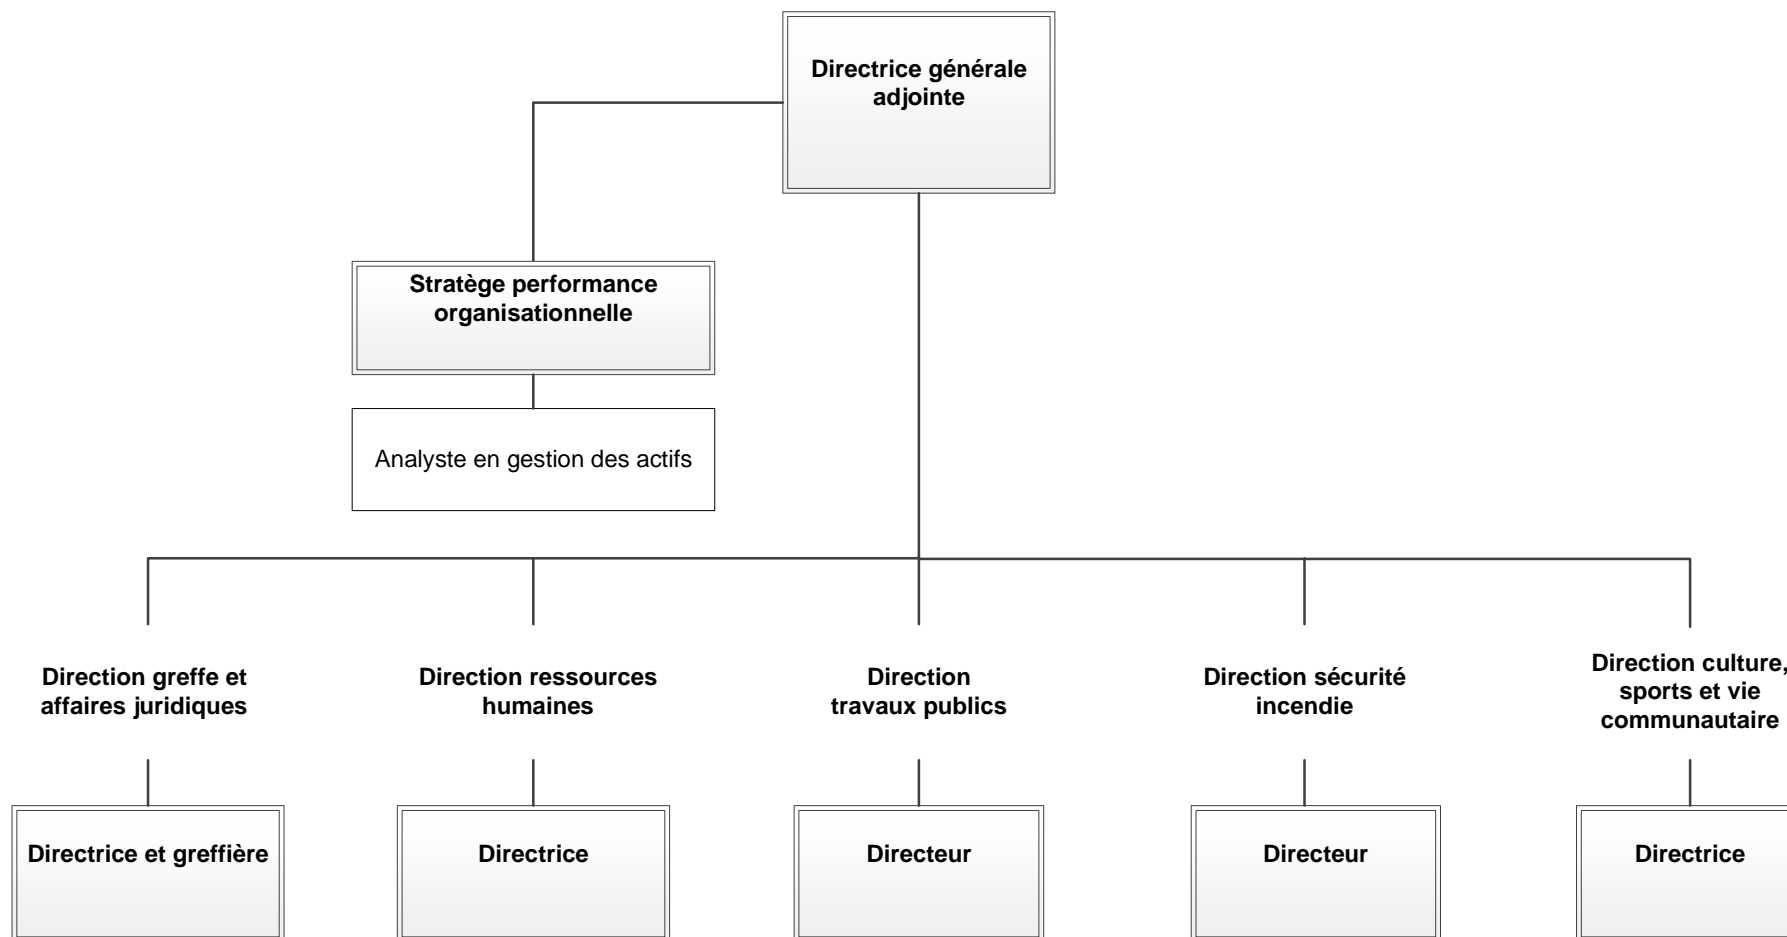 Directrice générale
adjointe
Stratège performance
organisationnelle
Analyste en gestion des actifs
Direction greffe et
affaires juridiques
Direction ressources
humaines
Direction
travaux publics
Direction sécurité
incendie
Direction culture,
sports et vie
communautaire
Directrice et greffière
Directrice
Directeur
Directeur
Directrice